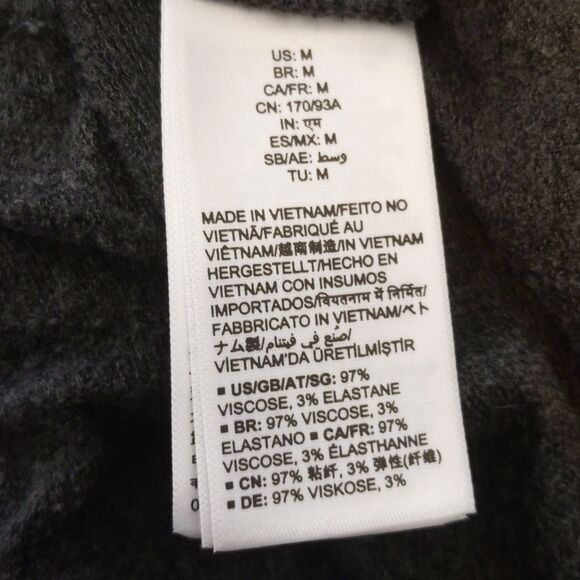 US: M
BR: M
CA/FR: M
CN: 170/93A
IN: एम
ES/MX: M
SB/AE: وسط
TU: M
MADE IN VIETNAM/FEITO NO
VIETNÃ/FABRIQUÉ AU
VIÊTNAM/越南制造/IN VIETNAM
HERGESTELLT/HECHO EN
VIETNAM CON INSUMOS
IMPORTADOS/वियतनाम में निर्मित/
FABBRICATO IN VIETNAM/ベト
ナム製/صُنع في فيتنام/
VİETNAM'DA ÜRETİLMİŞTİR
■ US/GB/AT/SG: 97%
VISCOSE, 3% ELASTANE
■ BR: 97% VISCOSE, 3%
ELASTANO ■ CA/FR: 97%
VISCOSE, 3% ÉLASTHANNE
■ CN: 97% 粘纤, 3% 弹性(纤维)
■ DE: 97% VISKOSE, 3%